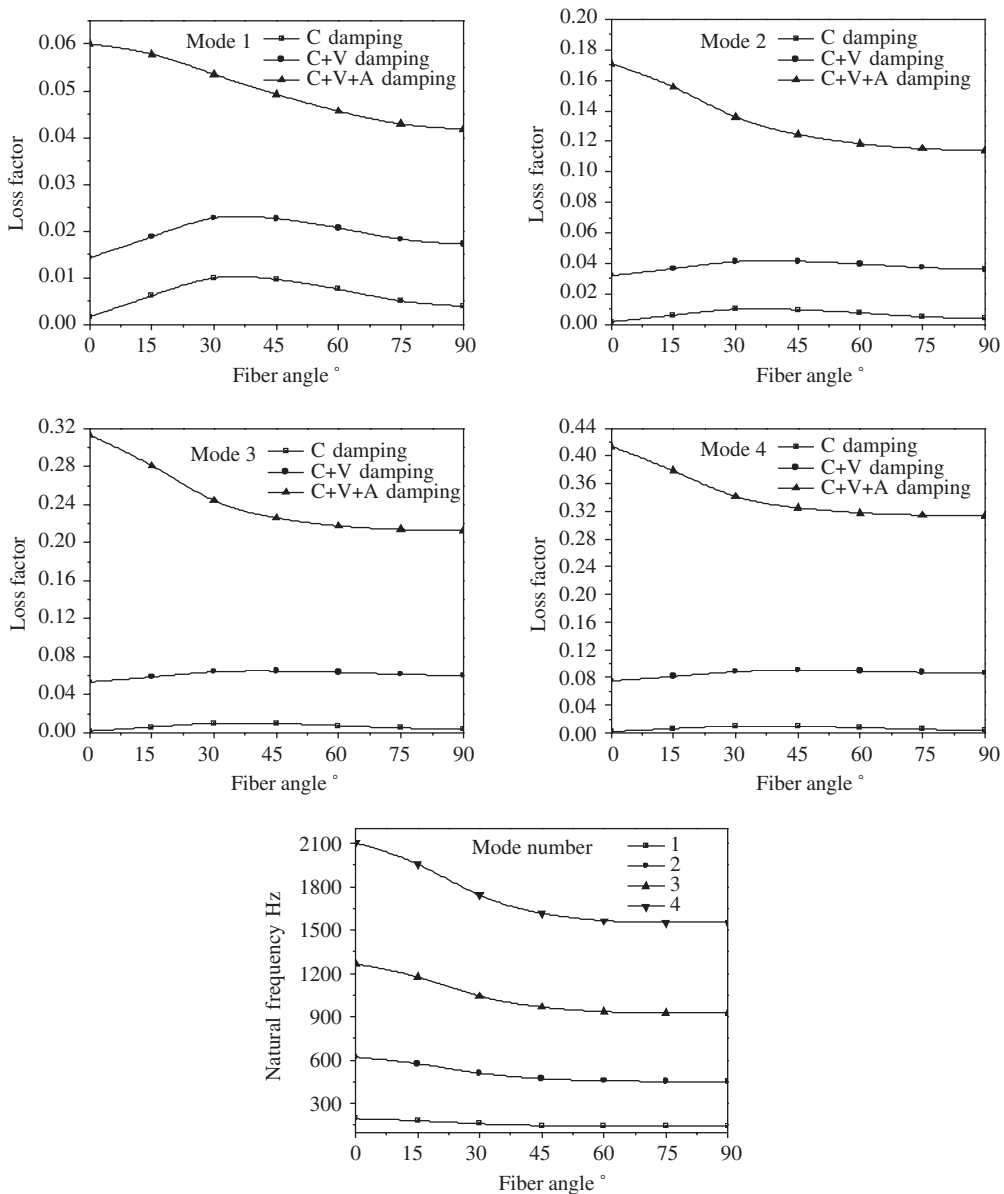 Mode 1
C damping
C+V damping
C+V+A damping
0.06
0.05
0.04
0.03
0.02
0.01
0.00
Loss factor
0 15 30 45 60 75 90
Fiber angle °
Mode 2
C damping
C+V damping
C+V+A damping
0.20
0.18
0.16
0.14
0.12
0.10
0.08
0.06
0.04
0.02
0.00
Loss factor
0 15 30 45 60 75 90
Fiber angle °
Mode 3
C damping
C+V damping
C+V+A damping
0.32
0.28
0.24
0.20
0.16
0.12
0.08
0.04
0.00
Loss factor
0 15 30 45 60 75 90
Fiber angle °
Mode 4
C damping
C+V damping
C+V+A damping
0.44
0.40
0.36
0.32
0.28
0.24
0.20
0.16
0.12
0.08
0.04
0.00
Loss factor
0 15 30 45 60 75 90
Fiber angle °
Mode number
1
2
3
4
2100
1800
1500
1200
900
600
300
Natural frequency Hz
0 15 30 45 60 75 90
Fiber angle °